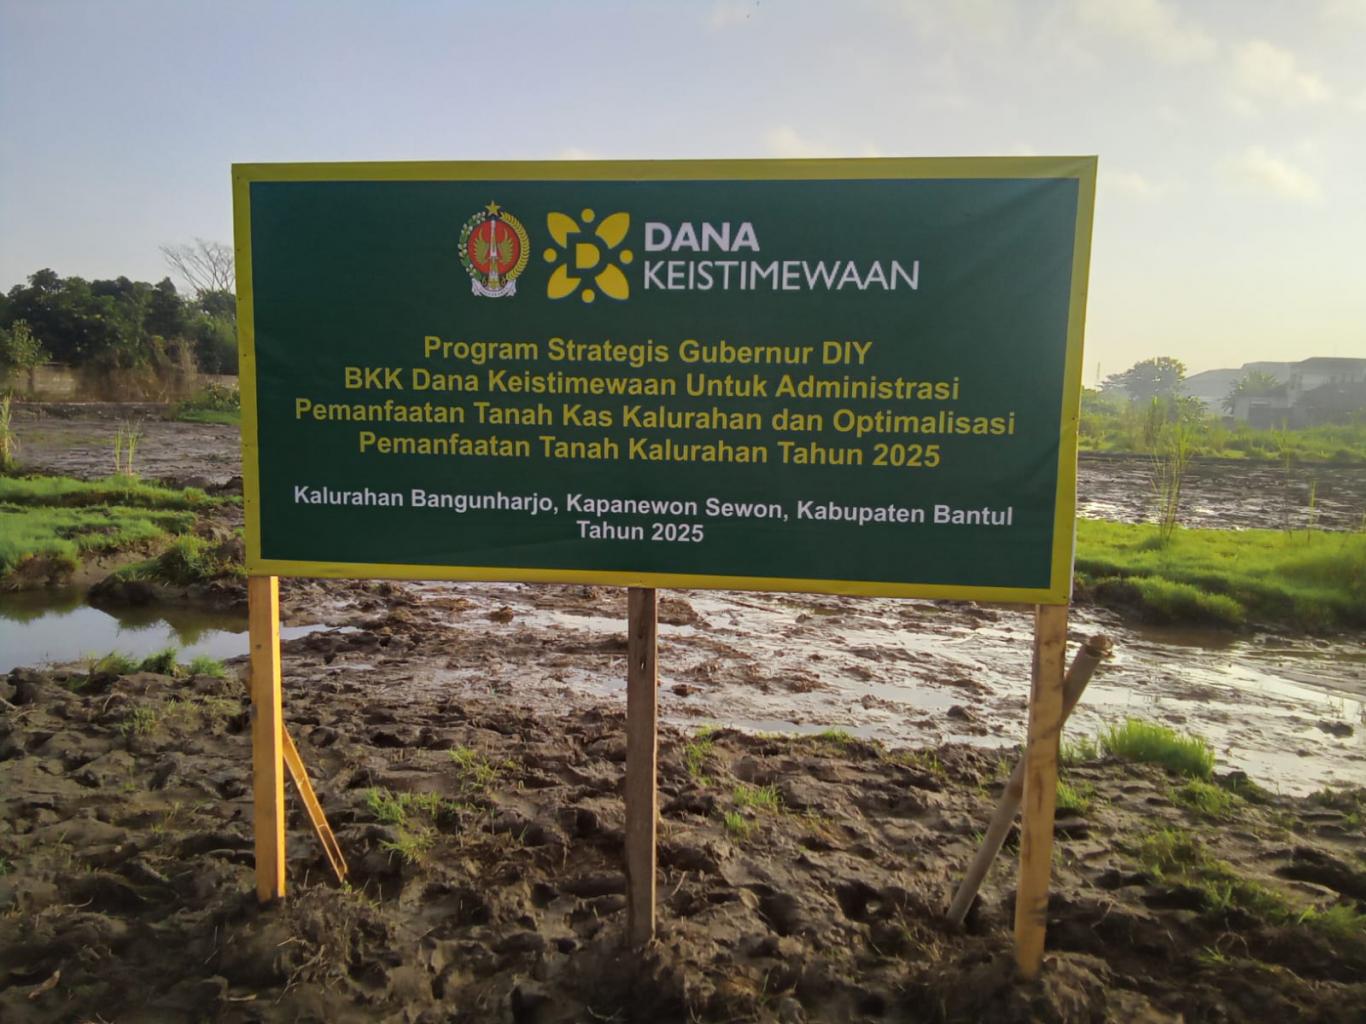 DANA
KEISTIMEWAAN
Program Strategis Gubernur DIY
BKK Dana Keistimewaan Untuk Administrasi
Pemanfaatan Tanah Kas Kalurahan dan Optimalisasi
Pemanfaatan Tanah Kalurahan Tahun 2025
Kalurahan Bangunharjo, Kapanewon Sewon, Kabupaten Bantul
Tahun 2025